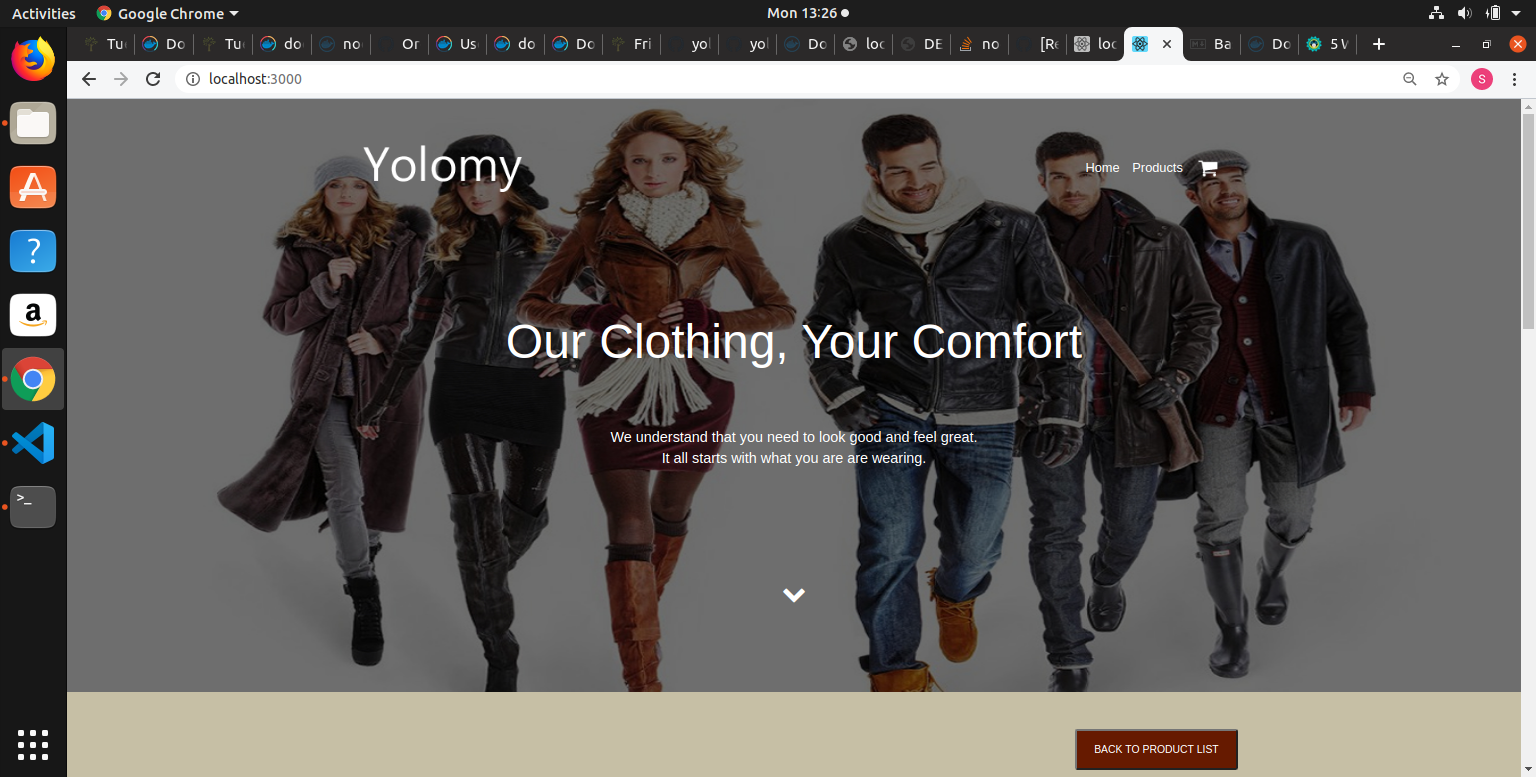 Activities Google Chrome Mon 13:26
Tu Do Tu Do do no Or Us do Do Fri yol yol Do loc DE no [Re loc Ba Do 5 W
localhost:3000 S
Yolomy
Home Products
Our Clothing, Your Comfort
We understand that you need to look good and feel great.
It all starts with what you are are wearing.
BACK TO PRODUCT LIST